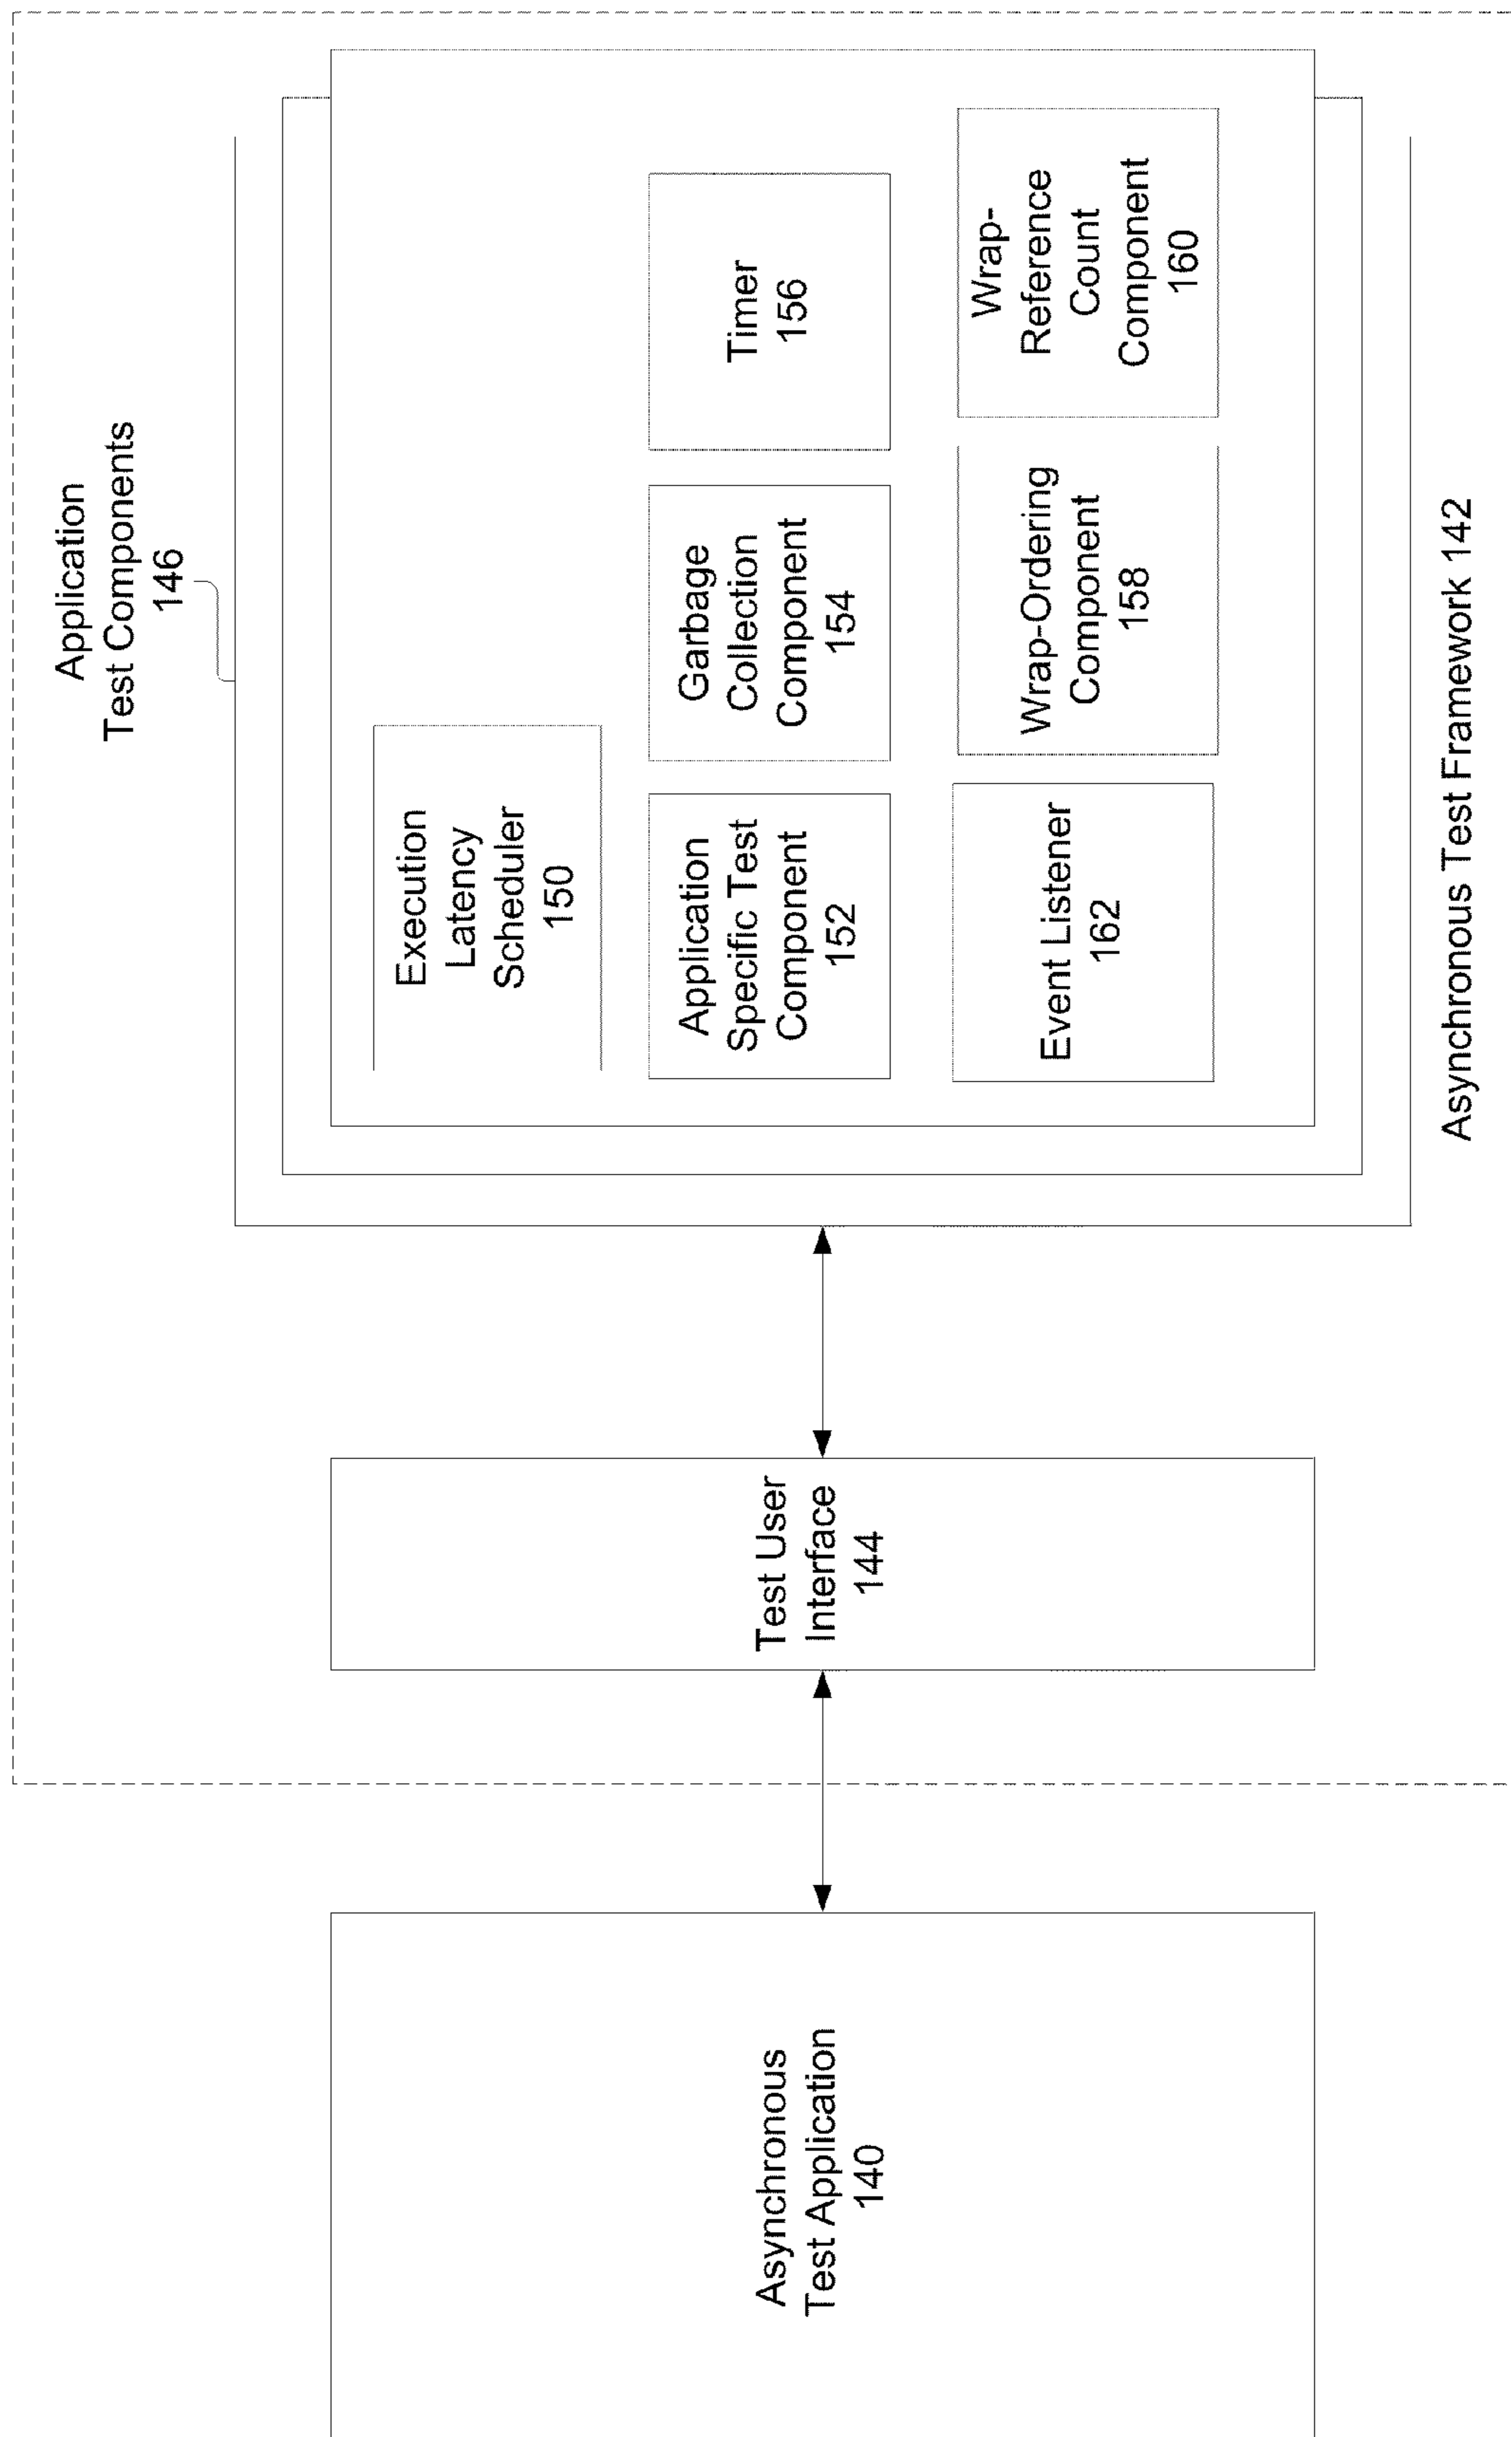 Application
Test Components
146
Execution
Latency
Scheduler
150
Application
Specific Test
Component
152
Garbage
Collection
Component
154
Timer
156
Event Listener
162
Wrap-Ordering
Component
158
Wrap-
Reference
Count
Component
160
Asynchronous
Test Application
140
Test User
Interface
144
Asynchronous Test Framework 142